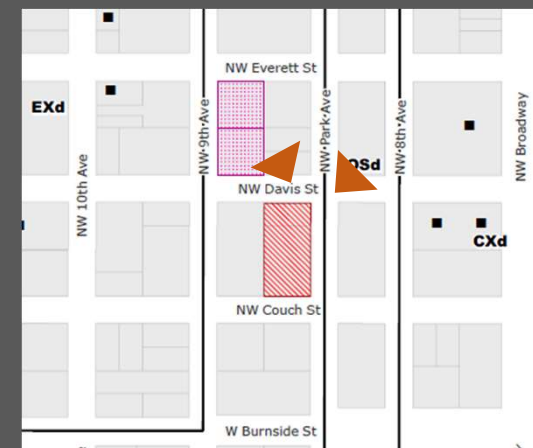 NW Everett St
EXd
NW 10th Ave
NW 9th Ave
NW Park Ave
OSd
NW 8th Ave
NW Broadway
NW Davis St
CXd
NW Couch St
W Burnside St